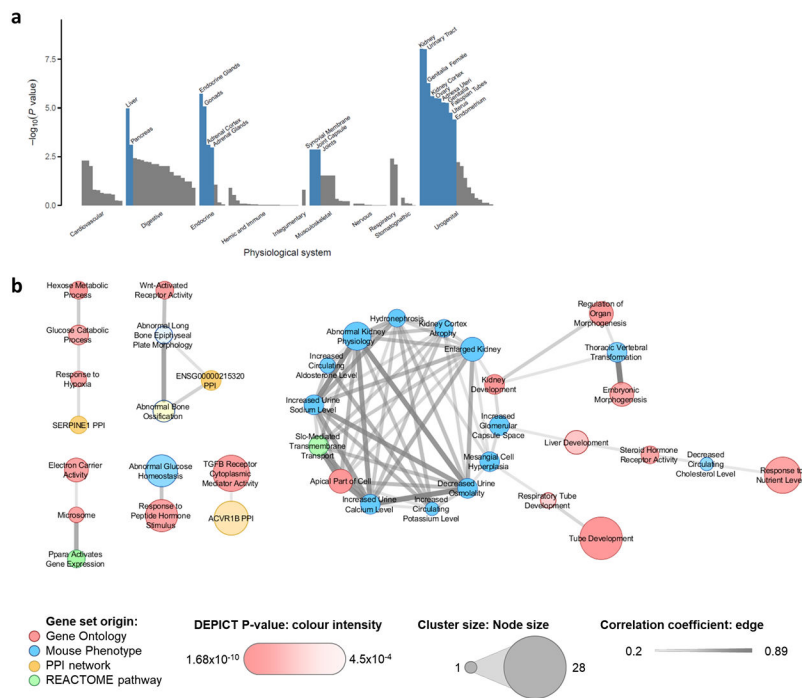 a
−log10(P value)
7.5
5.0
2.5
0.0
Liver
Pancreas
Endocrine Glands
Gonads
Adrenal Cortex
Adrenal Glands
Synovial Membrane
Joint Capsule
Joints
Kidney
Urinary Tract
Genitalia Female
Kidney Cortex
Ovary
Adnexa Uteri
Genitalia
Fallopian Tubes
Uterus
Endometrium
Cardiovascular
Digestive
Endocrine
Hemic and Immune
Integumentary
Musculoskeletal
Nervous
Respiratory
Stomatognathic
Urogenital
Physiological system
b
Hexose Metabolic
Process
Glucose Catabolic
Process
Response to
Hypoxia
SERPINE1 PPI
Wnt-Activated
Receptor Activity
Abnormal Long
Bone Epiphyseal
Plate Morphology
ENSG00000215320
PPI
Abnormal Bone
Ossification
Electron Carrier
Activity
Microsome
Ppara Activates
Gene Expression
Abnormal Glucose
Homeostasis
Response to
Peptide Hormone
Stimulus
TGFB Receptor
Cytoplasmic
Mediator Activity
ACVR1B PPI
Hydronephrosis
Abnormal Kidney
Physiology
Kidney Cortex
Atrophy
Enlarged Kidney
Increased
Circulating
Aldosterone Level
Increased Urine
Sodium Level
Slc-Mediated
Transmembrane
Transport
Apical Part of Cell
Increased Urine
Calcium Level
Increased
Circulating
Potassium Level
Decreased Urine
Osmolality
Mesangial Cell
Hyperplasia
Increased
Glomerular
Capsule Space
Kidney
Development
Regulation of
Organ
Morphogenesis
Thoracic Vertebral
Transformation
Embryonic
Morphogenesis
Liver Development
Steroid Hormone
Receptor Activity
Decreased
Circulating
Cholesterol Level
Response to
Nutrient Level
Respiratory Tube
Development
Tube Development
Gene set origin:
Gene Ontology
Mouse Phenotype
PPI network
REACTOME pathway
DEPICT P-value: colour intensity
1.68x10-10
4.5x10-4
Cluster size: Node size
1
28
Correlation coefficient: edge
0.2
0.89